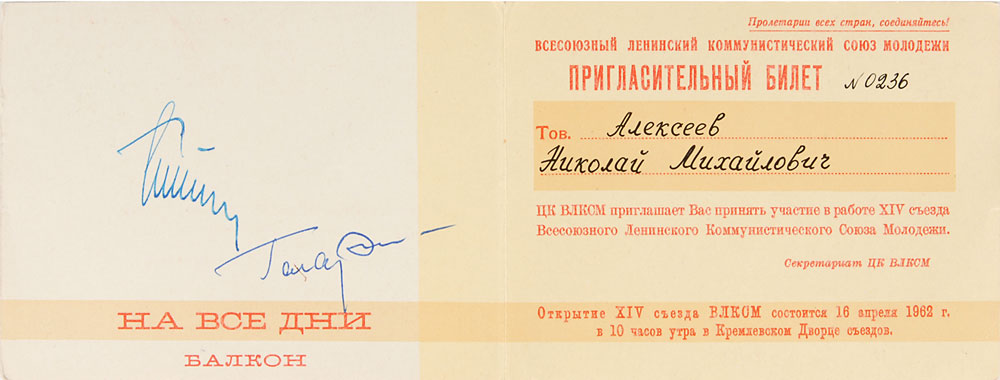 НА ВСЕ ДНИ
БАЛКОН
Пролетарии всех стран, соединяйтесь!
ВСЕСОЮЗНЫЙ ЛЕНИНСКИЙ КОММУНИСТИЧЕСКИЙ СОЮЗ МОЛОДЕЖИ
ПРИГЛАСИТЕЛЬНЫЙ БИЛЕТ N 0236
Тов. Алексеев
Николай Михайлович
ЦК ВЛКСМ приглашает Вас принять участие в работе XIV съезда
Всесоюзного Ленинского Коммунистического Союза Молодежи.
Секретариат ЦК ВЛКСМ
Открытие XIV съезда ВЛКСМ состоится 16 апреля 1962 г.
в 10 часов утра в Кремлевском Дворце съездов.